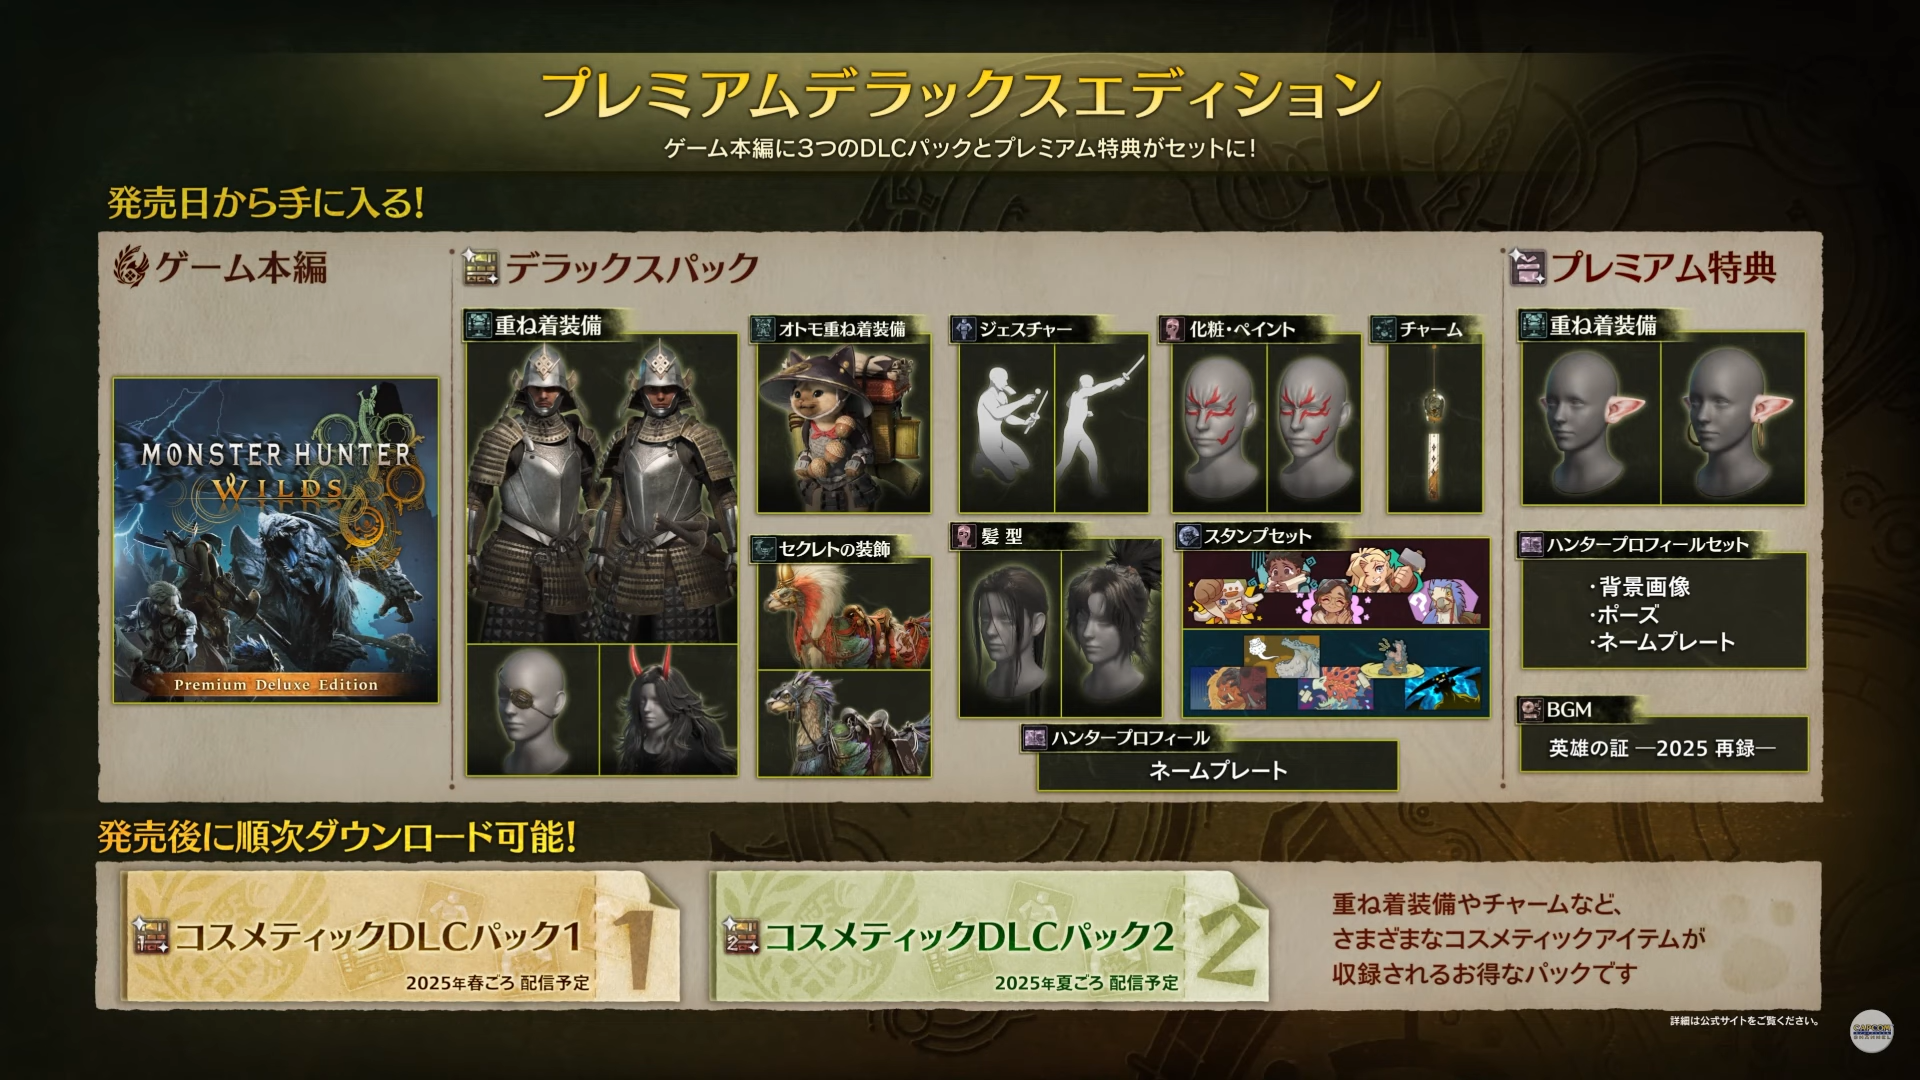 プレミアムデラックスエディション
ゲーム本編に3つのDLCパックとプレミアム特典がセットに!
発売日から手に入る!
ゲーム本編
MONSTER HUNTER
WILDS
Premium Deluxe Edition
デラックスパック
重ね着装備
オトモ重ね着装備
セクレトの装飾
ジェスチャー
化粧・ペイント
チャーム
髪型
スタンプセット
ハンタープロフィール
ネームプレート
プレミアム特典
重ね着装備
ハンタープロフィールセット
・背景画像
・ポーズ
・ネームプレート
BGM
英雄の証 ―2025 再録―
発売後に順次ダウンロード可能!
1
コスメティックDLCパック1
1
2025年春ごろ 配信予定
2
コスメティックDLCパック2
2
2025年夏ごろ 配信予定
重ね着装備やチャームなど、
さまざまなコスメティックアイテムが
収録されるお得なパックです
詳細は公式サイトをご覧ください。
CAPCOM
CHANNEL